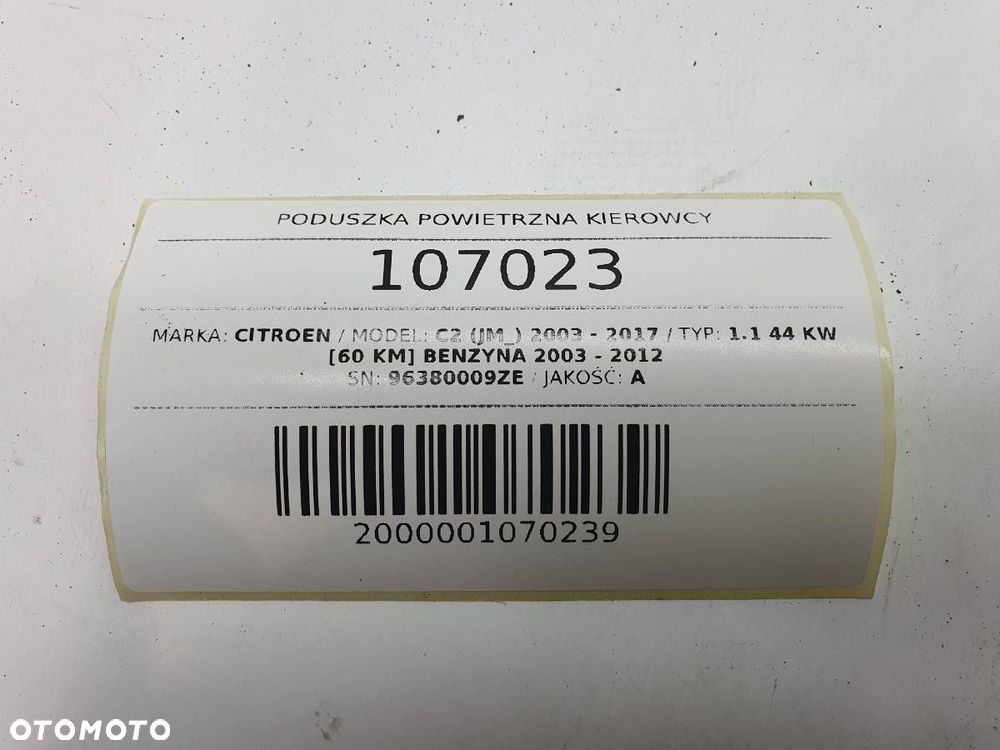 PODUSZKA POWIETRZNA KIEROWCY
107023
MARKA: CITROEN / MODEL: C2 (JM_) 2003 - 2017 / TYP: 1.1 44 KW
[60 KM] BENZYNA 2003 - 2012
SN: 96380009ZE / JAKOŚĆ: A
2000001070239
OTOMOTO